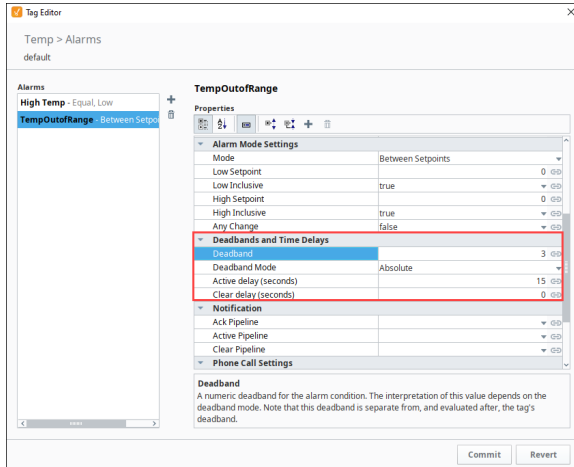 Tag Editor
Temp > Alarms
default
Alarms
High Temp - Equal, Low
TempOutofRange - Between Setpoi
TempOutofRange
Properties
Alarm Mode Settings
Mode Between Setpoints
Low Setpoint 0
Low Inclusive true
High Setpoint 0
High Inclusive true
Any Change false
Deadbands and Time Delays
Deadband 3
Deadband Mode Absolute
Active delay (seconds) 15
Clear delay (seconds) 0
Notification
Ack Pipeline
Active Pipeline
Clear Pipeline
Phone Call Settings
Deadband
A numeric deadband for the alarm condition. The interpretation of this value depends on the
deadband mode. Note that this deadband is separate from, and evaluated after, the tag's
deadband.
Commit Revert